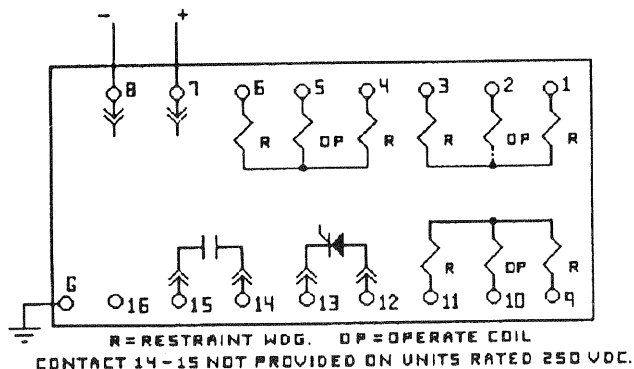 - +
8 7 6 5 4 3 2 1
R OP R R OP R
R OP R
G 16 15 14 13 12 11 10 9
R=RESTRAINT WDG. OP=OPERATE COIL
CONTACT 14-15 NOT PROVIDED ON UNITS RATED 250 VDC.